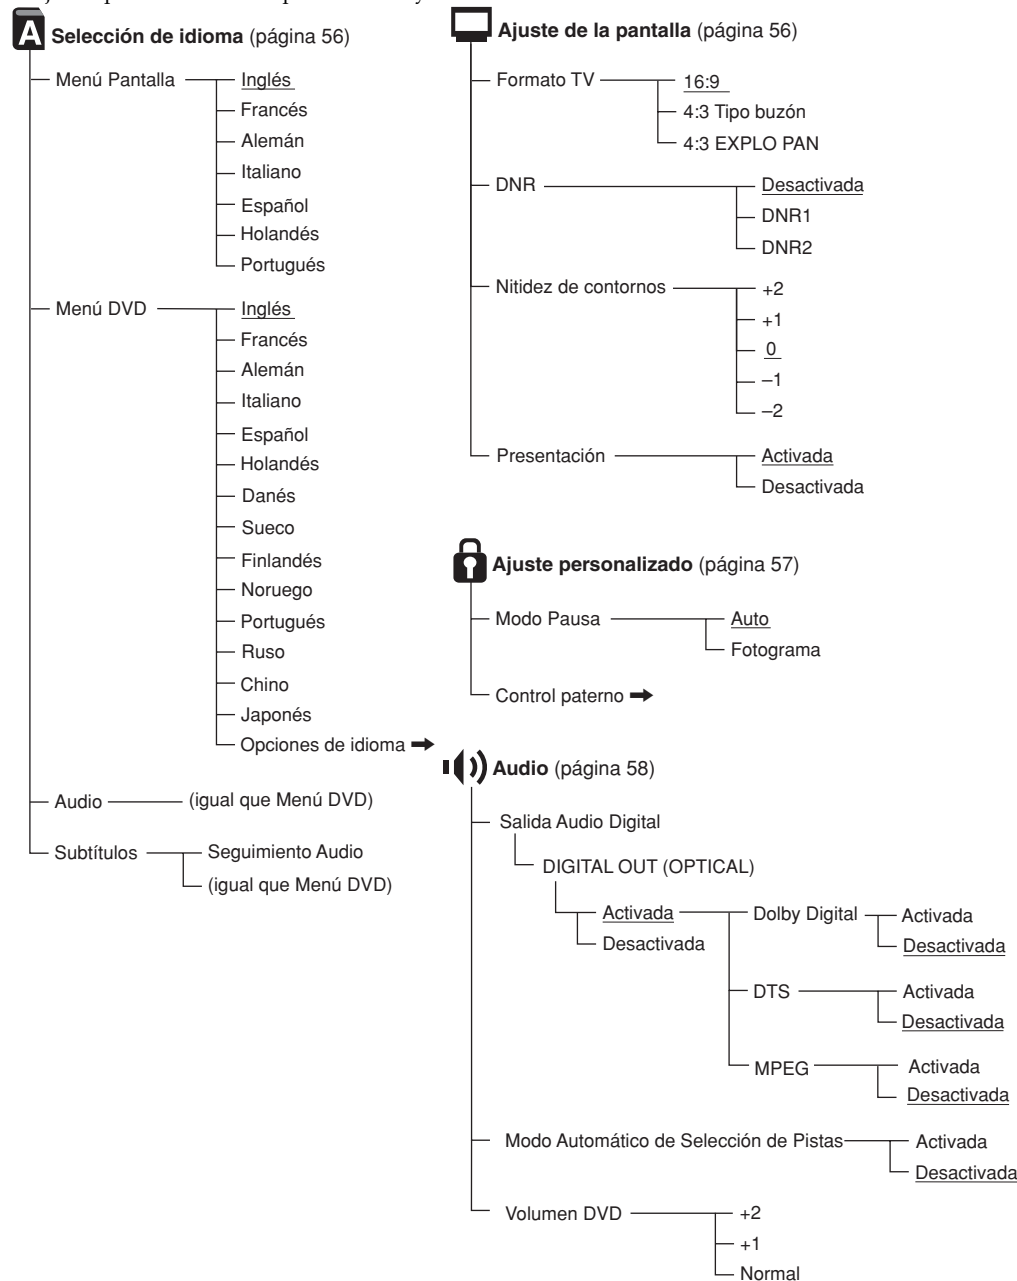 A Selección de idioma (página 56)
Menú Pantalla
Inglés
Francés
Alemán
Italiano
Español
Holandés
Portugués
Menú DVD
Inglés
Francés
Alemán
Italiano
Español
Holandés
Danés
Sueco
Finlandés
Noruego
Portugués
Ruso
Chino
Japonés
Opciones de idioma
Audio
(igual que Menú DVD)
Subtítulos
Seguimiento Audio
(igual que Menú DVD)
Ajuste de la pantalla (página 56)
Formato TV
16:9
4:3 Tipo buzón
4:3 EXPLO PAN
DNR
Desactivada
DNR1
DNR2
Nitidez de contornos
+2
+1
0
–1
–2
Presentación
Activada
Desactivada
Ajuste personalizado (página 57)
Modo Pausa
Auto
Fotograma
Control paterno
Audio (página 58)
Salida Audio Digital
DIGITAL OUT (OPTICAL)
Activada
Desactivada
Dolby Digital
Activada
Desactivada
DTS
Activada
Desactivada
MPEG
Activada
Desactivada
Modo Automático de Selección de Pistas
Activada
Desactivada
Volumen DVD
+2
+1
Normal